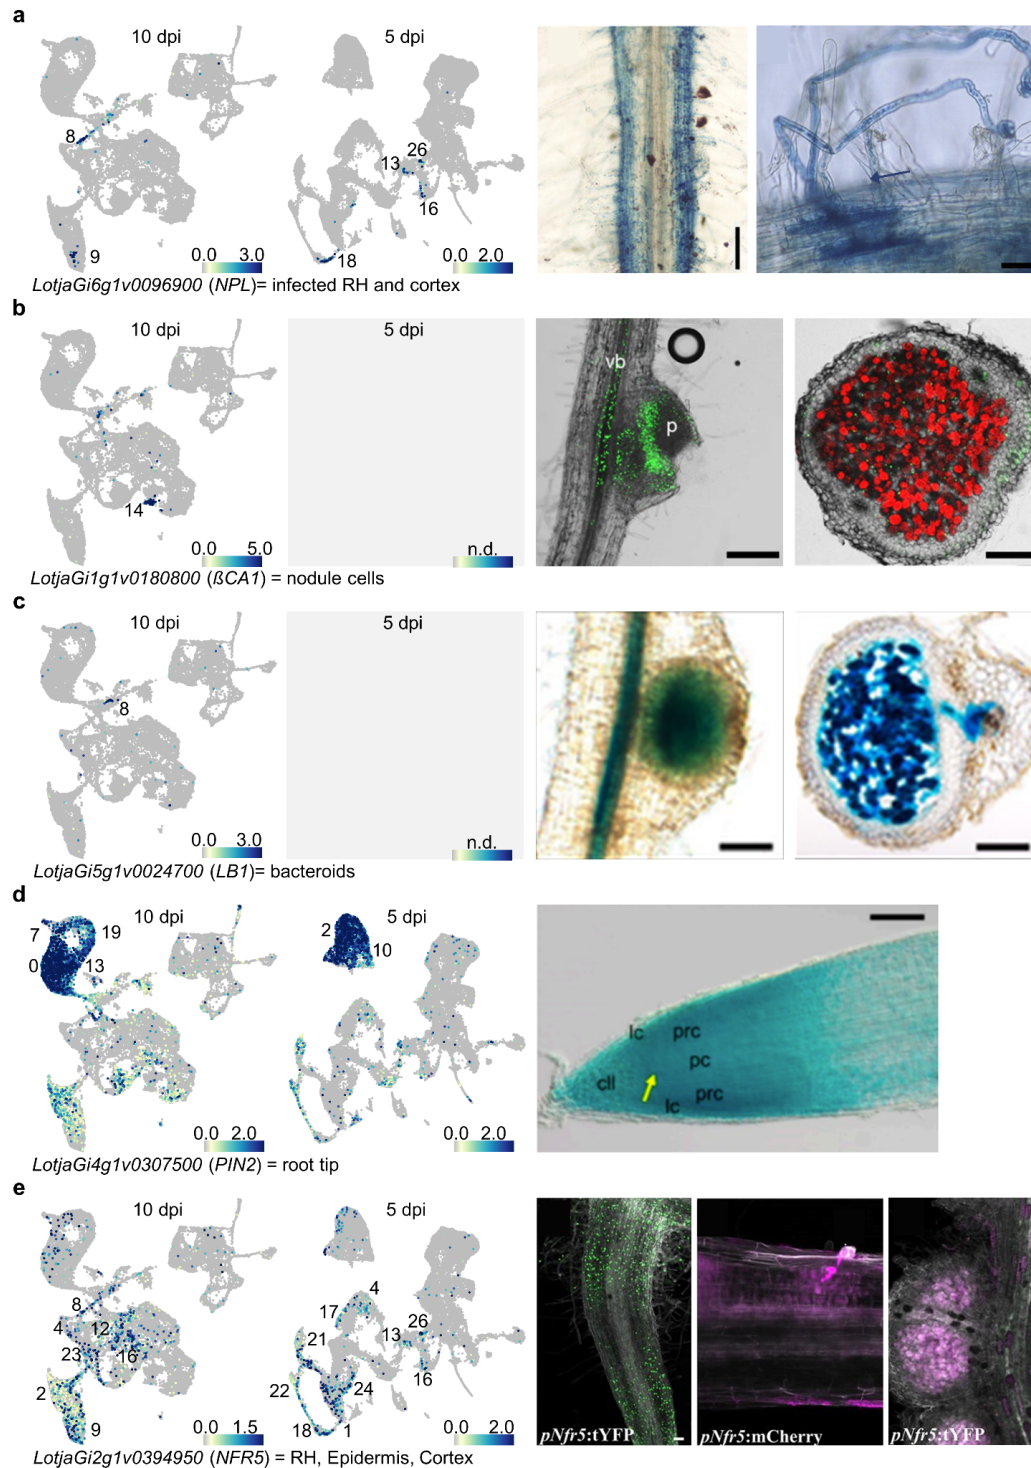 a
10 dpi
5 dpi
8
9
0.0 3.0
13
26
16
18
0.0 2.0
LotjaGi6g1v0096900 (NPL)= infected RH and cortex
b
10 dpi
5 dpi
14
0.0 5.0
n.d.
vb
p
LotjaGi1g1v0180800 (ßCA1) = nodule cells
c
10 dpi
5 dpi
8
0.0 3.0
n.d.
LotjaGi5g1v0024700 (LB1)= bacteroids
d
10 dpi
5 dpi
7
19
0
13
0.0 2.0
2
10
0.0 2.0
lc
prc
pc
cll
prc
lc
LotjaGi4g1v0307500 (PIN2) = root tip
e
10 dpi
5 dpi
8
4
12
23
16
2
9
0.0 1.5
4
17
13
26
21
16
22
24
18
1
0.0 2.0
pNfr5:tYFP
pNfr5:mCherry
pNfr5:tYFP
LotjaGi2g1v0394950 (NFR5) = RH, Epidermis, Cortex